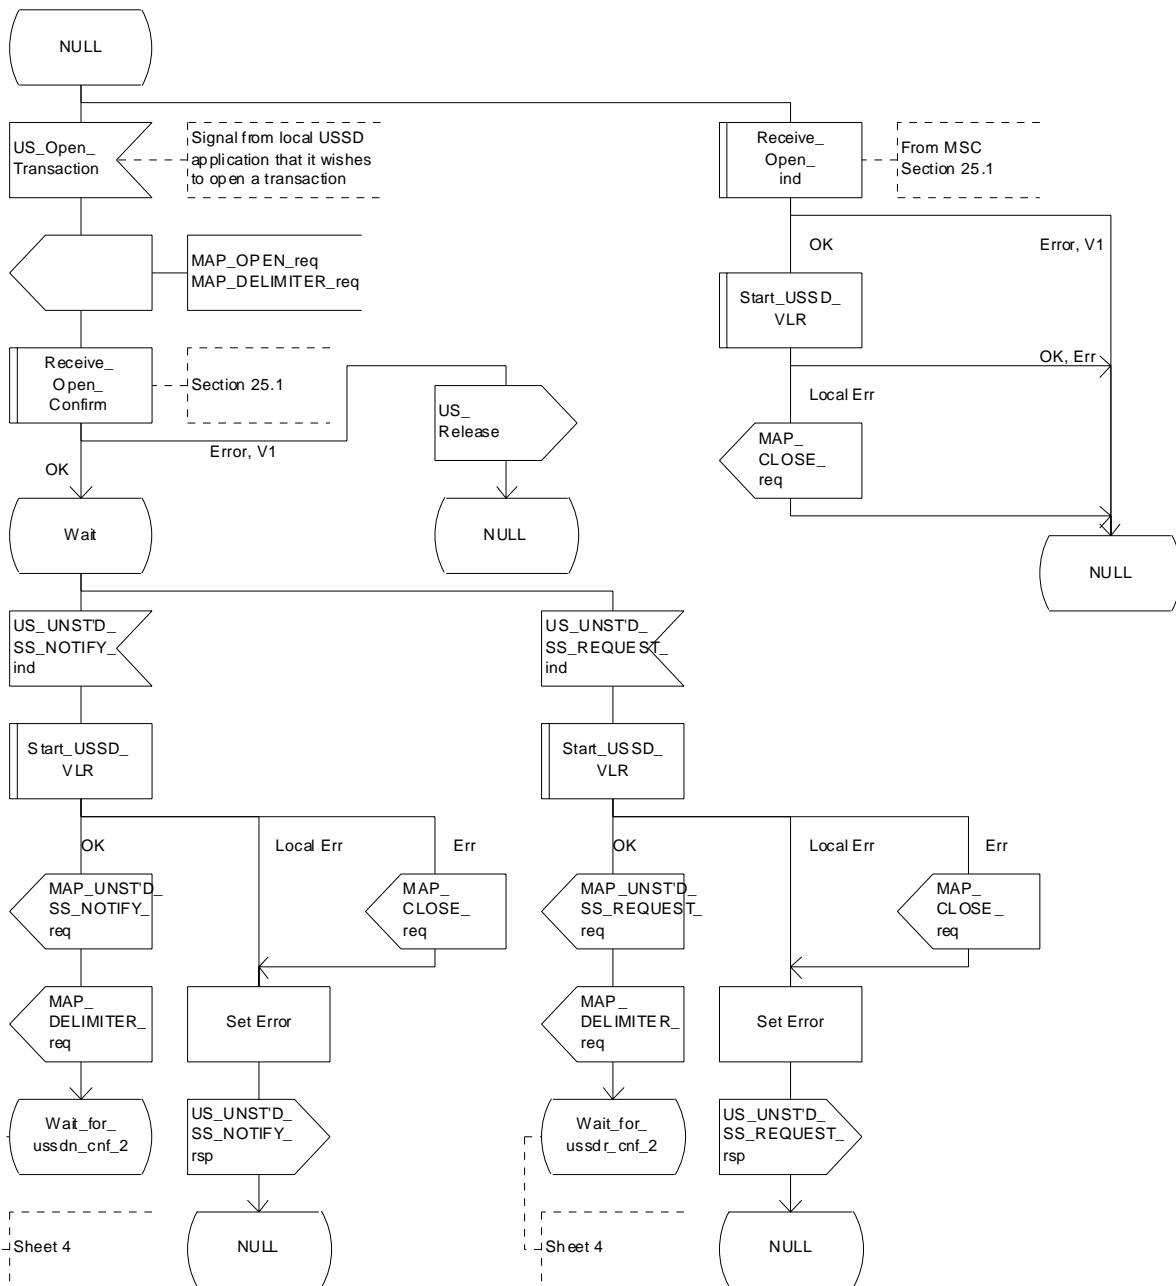 NULL
US_Open_
Transaction
Signal from local USSD
application that it wishes
to open a transaction
Receive_
Open_
ind
From MSC
Section 25.1
MAP_OPEN_req
MAP_DELIMITER_req
OK
Error, V1
Start_USSD_
VLR
Receive_
Open_
Confirm
Section 25.1
OK, Err
Local Err
US_
Release
MAP_
CLOSE_
req
Error, V1
OK
Wait
NULL
NULL
US_UNST'D_
SS_NOTIFY_
ind
US_UNST'D_
SS_REQUEST_
ind
Start_USSD_
VLR
Start_USSD_
VLR
OK
Local Err
Err
OK
Local Err
Err
MAP_UNST'D_
SS_NOTIFY_
req
MAP_
CLOSE_
req
MAP_UNST'D_
SS_REQUEST_
req
MAP_
CLOSE_
req
MAP_
DELIMITER_
req
Set Error
MAP_
DELIMITER_
req
Set Error
Wait_for_
ussdn_cnf_2
US_UNST'D_
SS_NOTIFY_
rsp
Wait_for_
ussdr_cnf_2
US_UNST'D_
SS_REQUEST_
rsp
Sheet 4
NULL
Sheet 4
NULL